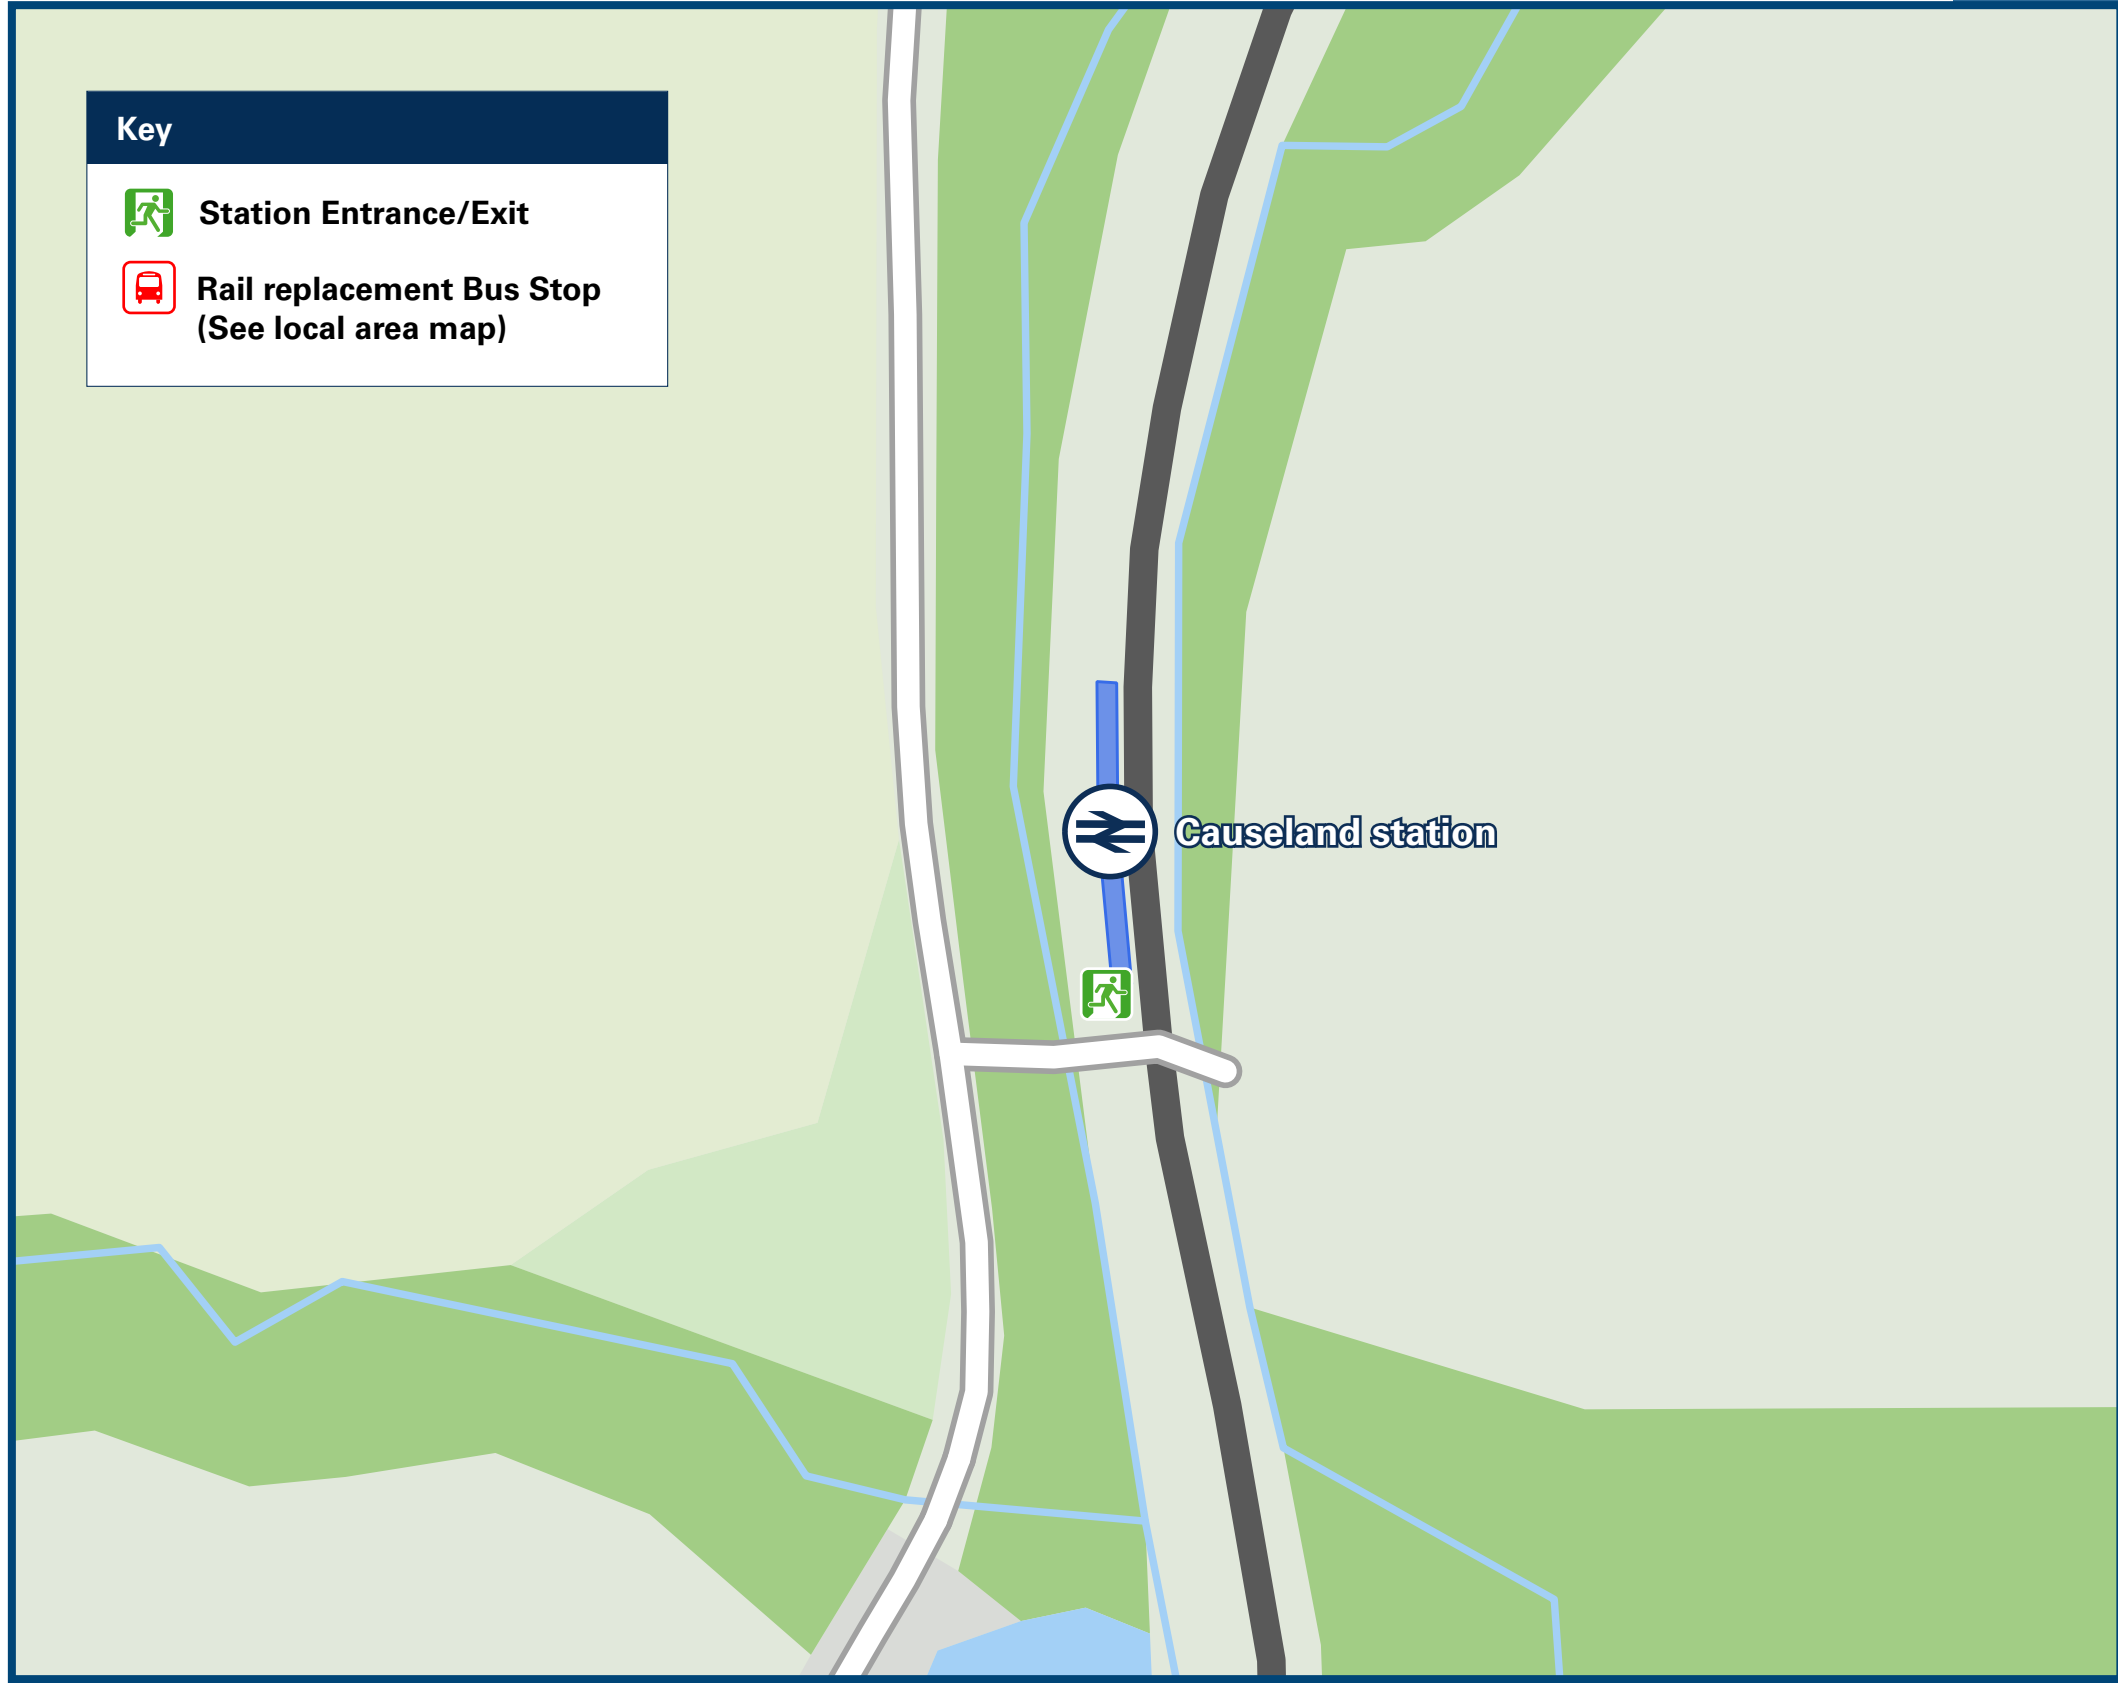 Key
Station Entrance/Exit
Rail replacement Bus Stop
(See local area map)
Causeland station